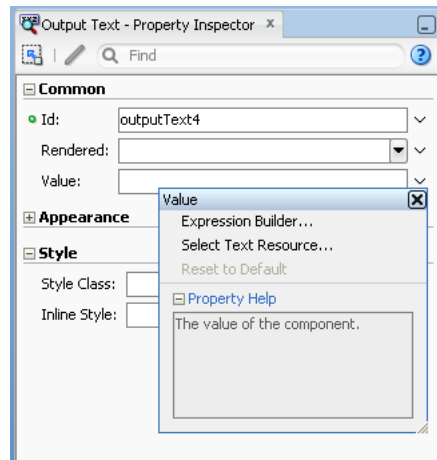 Output Text - Property Inspector x
Find
Common
Id: outputText4
Rendered:
Value:
Value
Expression Builder...
Select Text Resource...
Reset to Default
Property Help
The value of the component.
Appearance
Style
Style Class:
Inline Style: